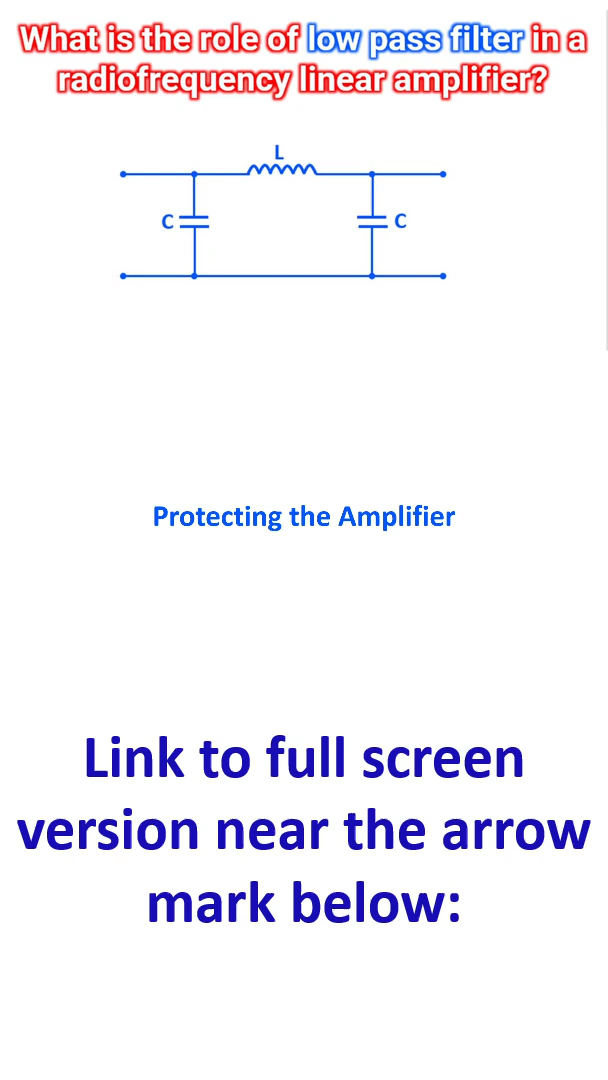 What is the role of low pass filter in a
radiofrequency linear amplifier?
L
C
C
Protecting the Amplifier
Link to full screen
version near the arrow
mark below: